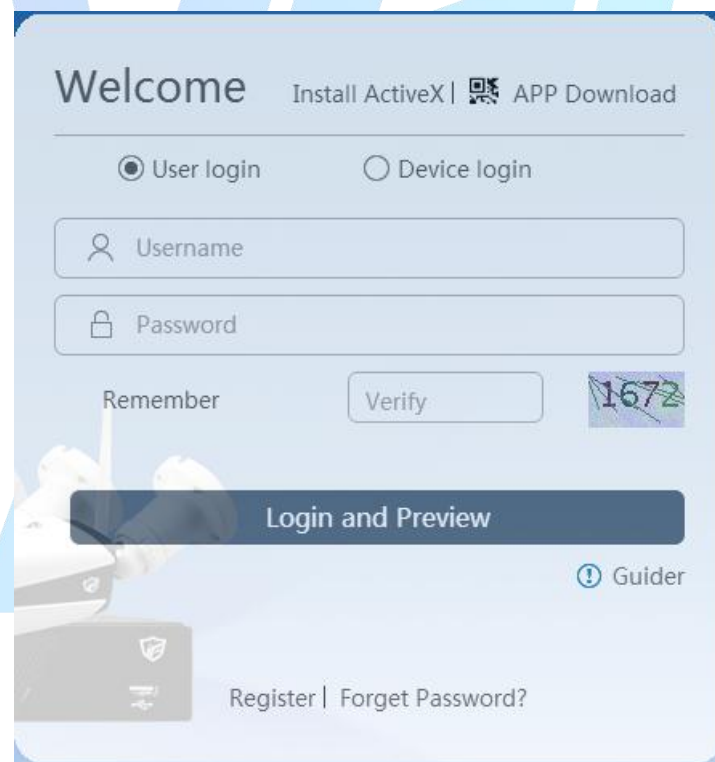 Welcome Install ActiveX | APP Download
User login Device login
Username
Password
Remember Verify 1672
Login and Preview
Guider
Register | Forget Password?